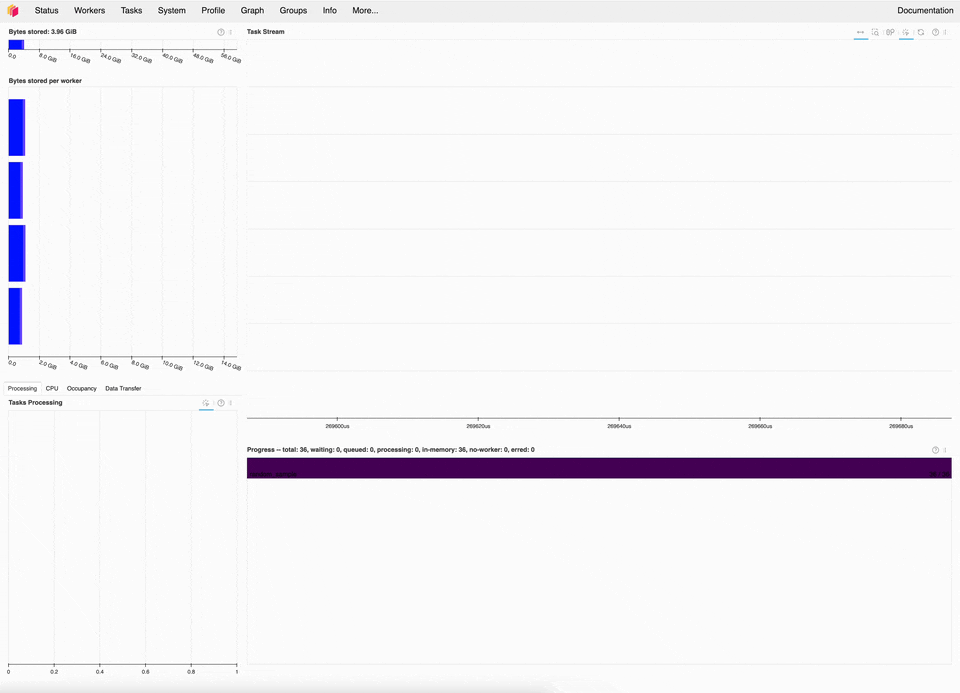 Status Workers Tasks System Profile Graph Groups Info More... Documentation
Bytes stored: 3.96 GiB
0.0 8.0 GiB 16.0 GiB 24.0 GiB 32.0 GiB 40.0 GiB 48.0 GiB 56.0 GiB
Bytes stored per worker
0.0 2.0 GiB 4.0 GiB 6.0 GiB 8.0 GiB 10.0 GiB 12.0 GiB 14.0 GiB
Processing CPU Occupancy Data Transfer
Tasks Processing
0 0.2 0.4 0.6 0.8 1
Task Stream
269600us 269620us 269640us 269660us 269680us
Progress -- total: 36, waiting: 0, queued: 0, processing: 0, in-memory: 36, no-worker: 0, erred: 0